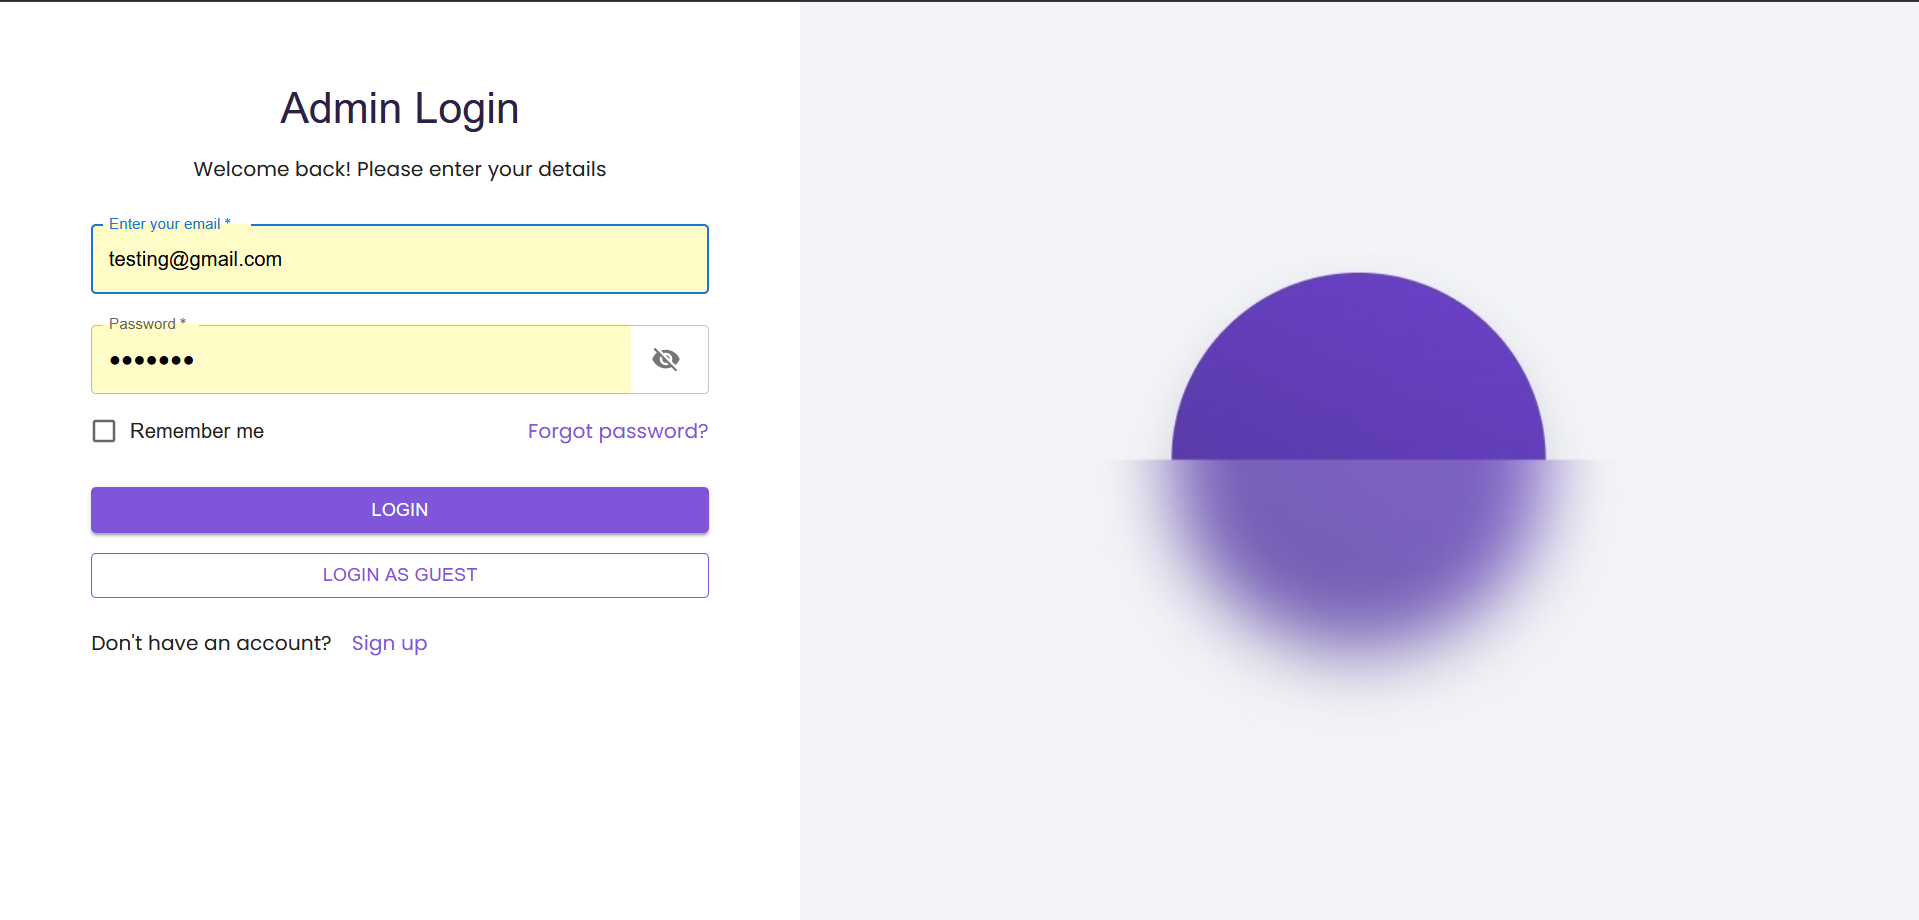 Admin Login
Welcome back! Please enter your details
Enter your email *
testing@gmail.com
Password *
•••••••
Remember me
Forgot password?
LOGIN
LOGIN AS GUEST
Don't have an account? Sign up